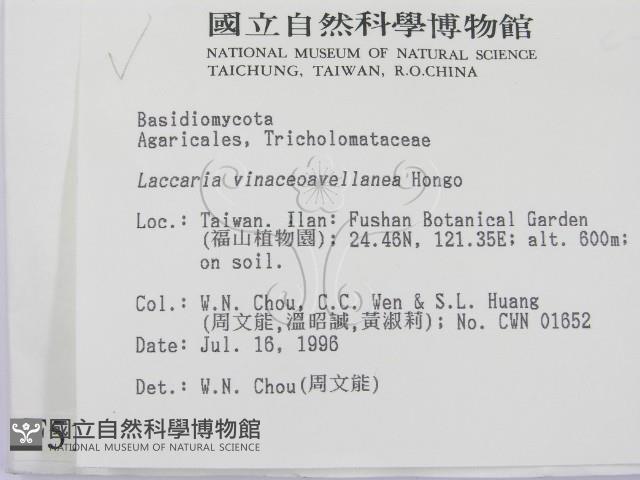 國立自然科學博物館
NATIONAL MUSEUM OF NATURAL SCIENCE
TAICHUNG, TAIWAN, R.O.CHINA
Basidiomycota
Agaricales, Tricholomataceae
Laccaria vinaceoavellanea Hongo
Loc.: Taiwan. Ilan: Fushan Botanical Garden
(福山植物園); 24.46N, 121.35E; alt. 600m;
on soil.
Col.: W.N. Chou, C.C. Wen & S.L. Huang
(周文能,溫昭誠,黃淑莉); No. CWN 01652
Date: Jul. 16, 1996
Det.: W.N. Chou(周文能)
國立自然科學博物館
NATIONAL MUSEUM OF NATURAL SCIENCE